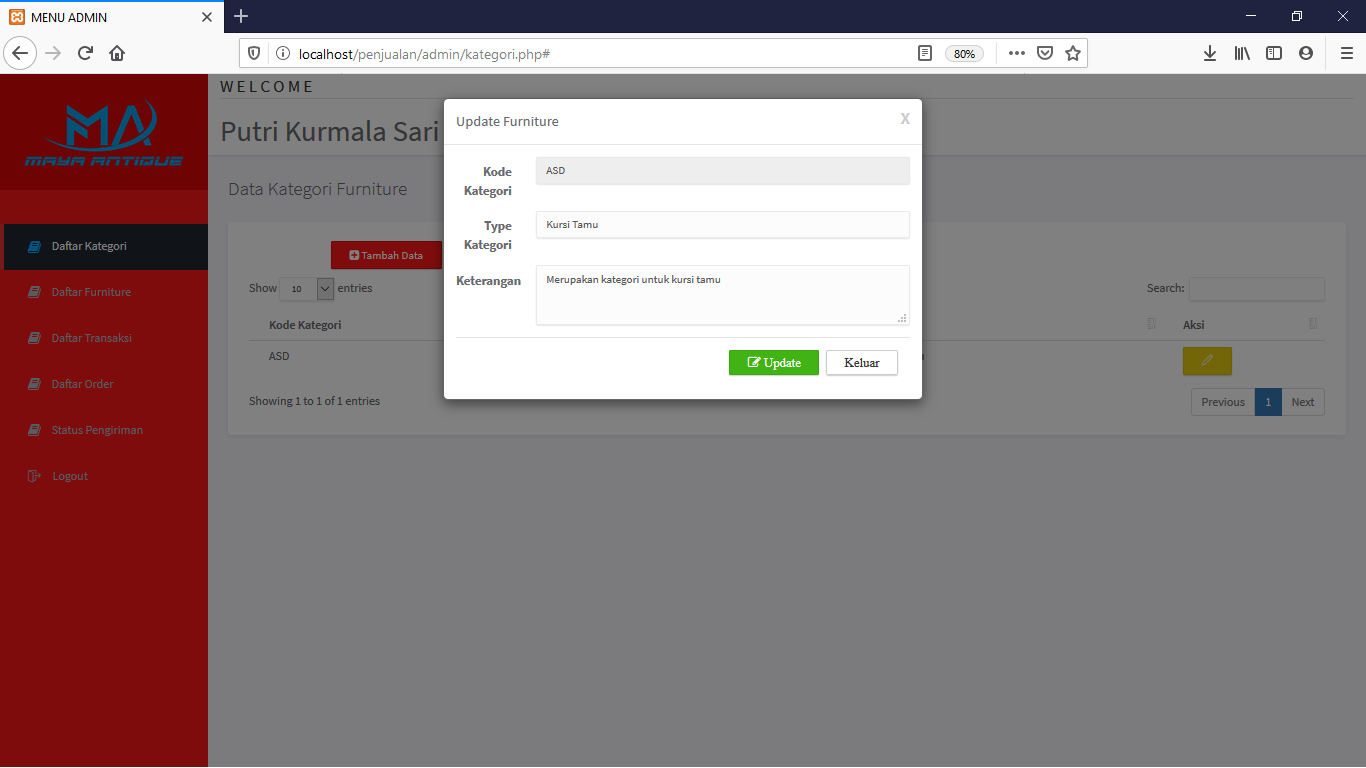 MENU ADMIN
localhost/penjualan/admin/kategori.php#
80%
MA
MAYA ANTIQUE
WELCOME
Putri Kurmala Sari
Data Kategori Furniture
Daftar Kategori
Daftar Furniture
Daftar Transaksi
Daftar Order
Status Pengiriman
Logout
Tambah Data
Show 10 entries
Search:
Kode Kategori
Aksi
ASD
Showing 1 to 1 of 1 entries
Previous 1 Next
Update Furniture
X
Kode Kategori
ASD
Type Kategori
Kursi Tamu
Keterangan
Merupakan kategori untuk kursi tamu
Update
Keluar